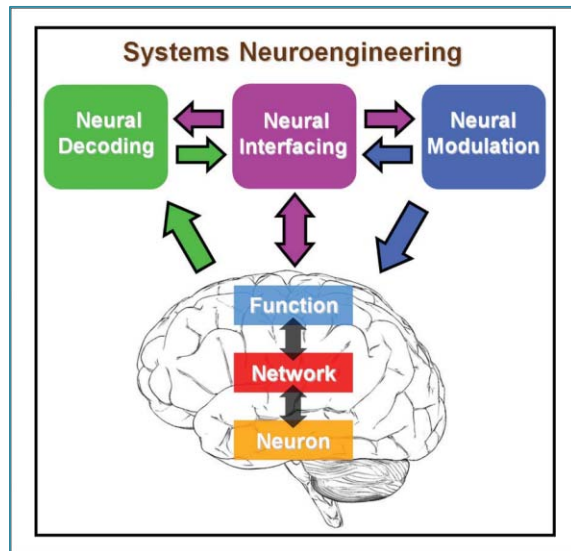 Systems Neuroengineering
Neural
Decoding
Neural
Interfacing
Neural
Modulation
Function
Network
Neuron